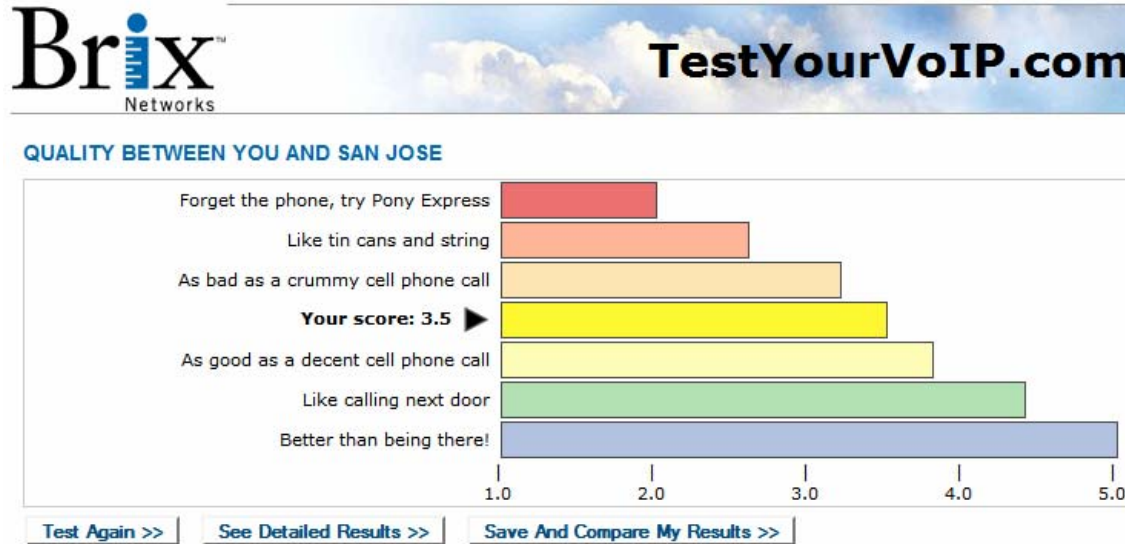 Brix™
Networks
TestYourVoIP.com
QUALITY BETWEEN YOU AND SAN JOSE
Forget the phone, try Pony Express
Like tin cans and string
As bad as a crummy cell phone call
Your score: 3.5
As good as a decent cell phone call
Like calling next door
Better than being there!
1.0 2.0 3.0 4.0 5.0
Test Again >> See Detailed Results >> Save And Compare My Results >>